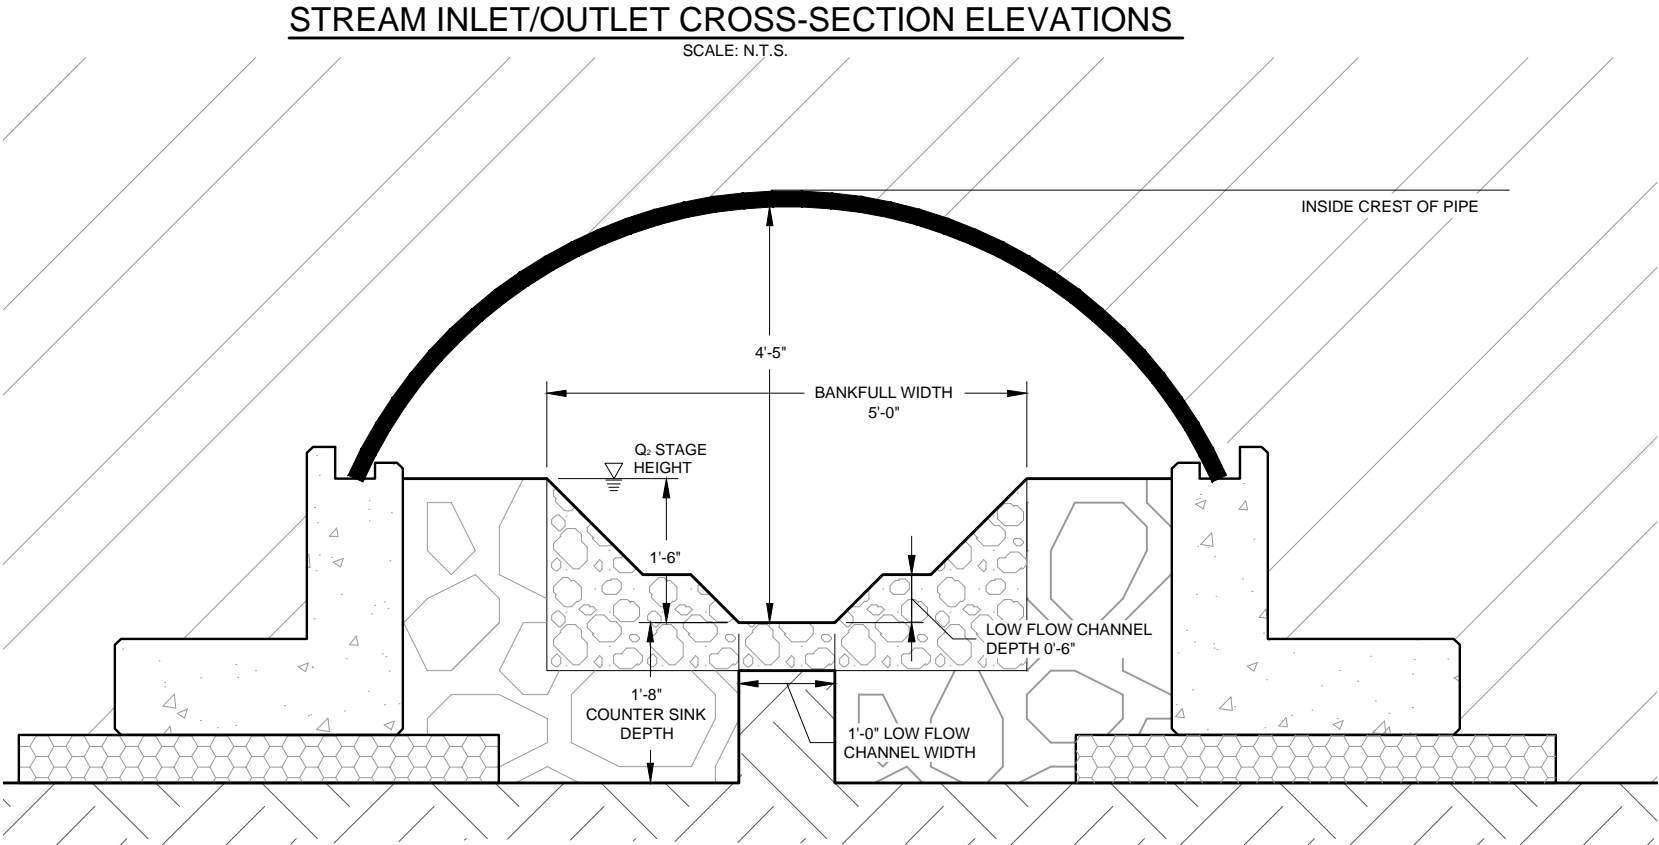 STREAM INLET/OUTLET CROSS-SECTION ELEVATIONS
SCALE: N.T.S.
INSIDE CREST OF PIPE
4'-5"
BANKFULL WIDTH
5'-0"
Q₂ STAGE
HEIGHT
1'-6"
LOW FLOW CHANNEL
DEPTH 0'-6"
1'-8"
COUNTER SINK
DEPTH
1'-0" LOW FLOW
CHANNEL WIDTH